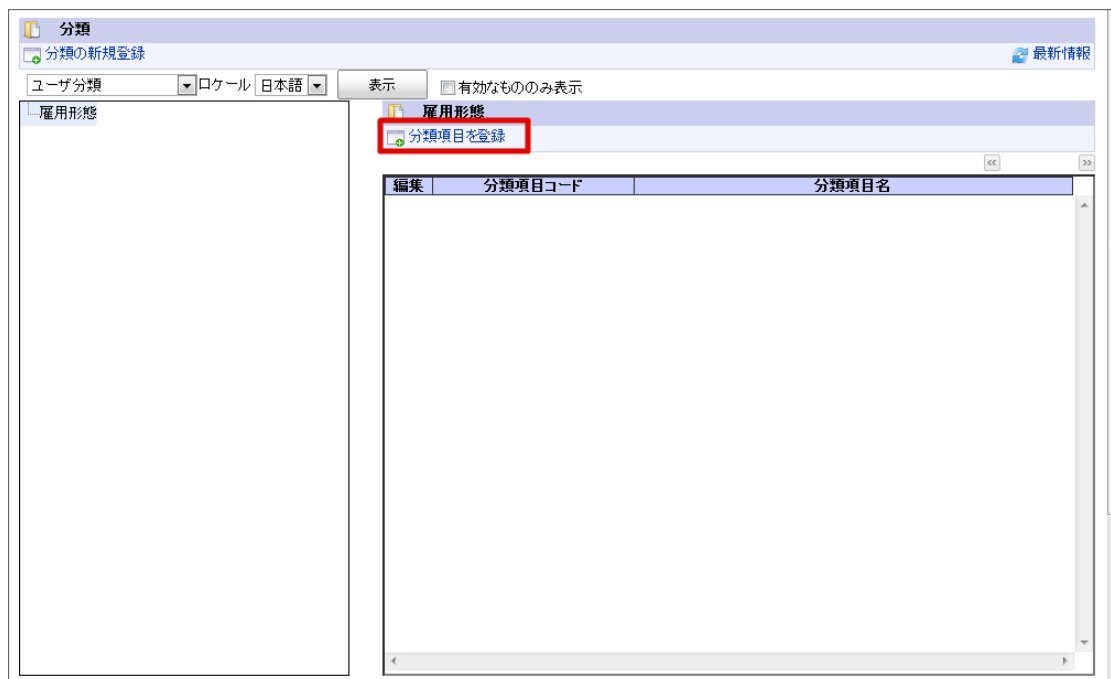 分類
分類の新規登録 最新情報
ユーザ分類 ロケール 日本語 表示 有効なもののみ表示
雇用形態
雇用形態
分類項目を登録
<< >>
編集 分類項目コード 分類項目名